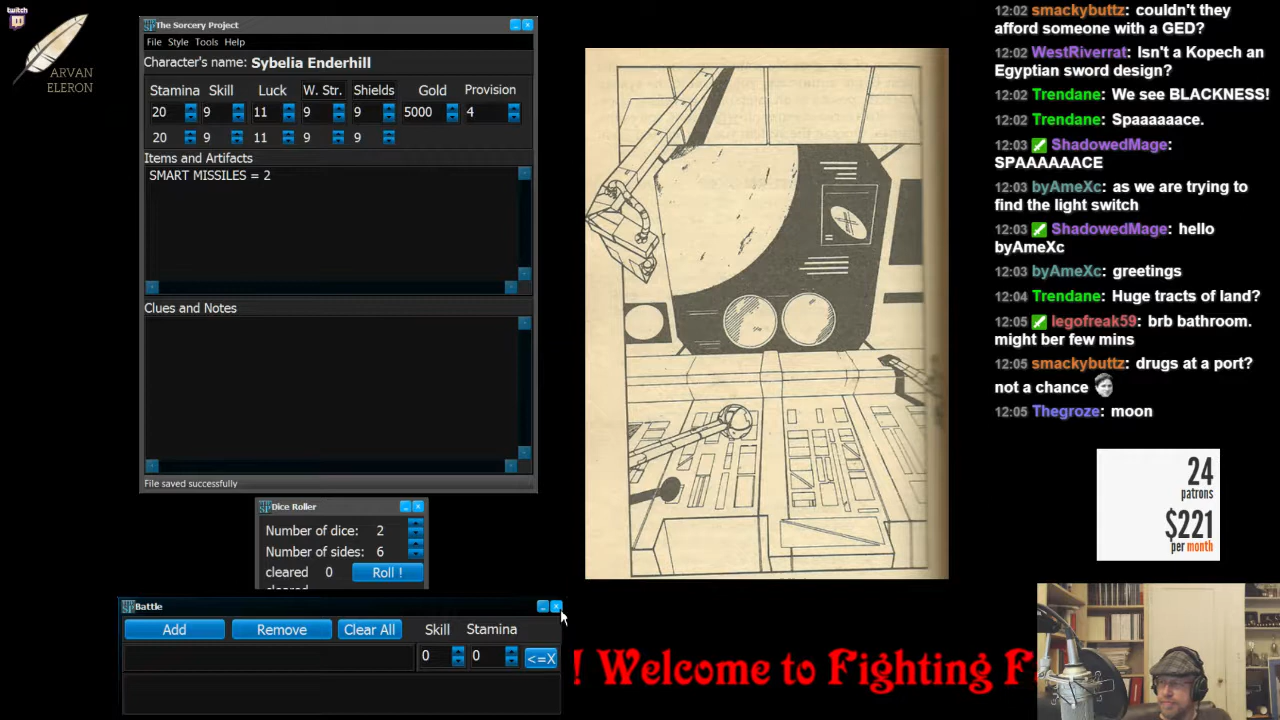 twitch
ARVAN
ELERON
The Sorcery Project
File Style Tools Help
Character's name: Sybelia Enderhill
Stamina Skill Luck W. Str. Shields Gold Provision
20 9 11 9 9 5000 4
20 9 11 9 9
Items and Artifacts
SMART MISSILES = 2
Clues and Notes
File saved successfully
Dice Roller
Number of dice: 2
Number of sides: 6
cleared 0 Roll !
Battle
Add Remove Clear All Skill Stamina
0 0 <=X
! Welcome to Fighting F
12:02 smackybuttz: couldn't they
afford someone with a GED?
12:02 WestRiverrat: Isn't a Kopech an
Egyptian sword design?
12:02 Trendane: We see BLACKNESS!
12:02 Trendane: Spaaaaace.
12:03 ShadowedMage:
SPAAAAAACE
12:03 byAmeXc: as we are trying to
find the light switch
12:03 ShadowedMage: hello
byAmeXc
12:03 byAmeXc: greetings
12:04 Trendane: Huge tracts of land?
12:05 legofreak59: brb bathroom.
might ber few mins
12:05 smackybuttz: drugs at a port?
not a chance
12:05 Thegroze: moon
24
patrons
$221
per month